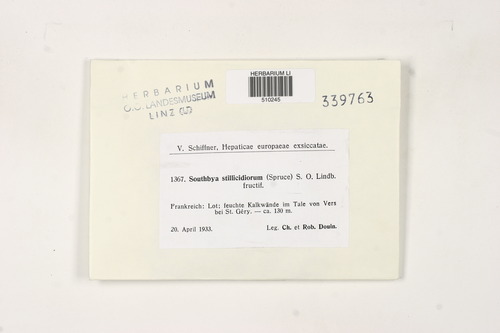 HERBARIUM LI
510245
HERBARIUM
O.Ö. LANDESMUSEUM
LINZ (LI)
339763
V. Schiffner, Hepaticae europaeae exsiccatae.
1367. Southbya stillicidiorum (Spruce) S. O. Lindb.
fructif.
Frankreich: Lot; feuchte Kalkwände im Tale von Vers
bei St. Géry. — ca. 130 m.
20. April 1933.
Leg. Ch. et Rob. Douin.